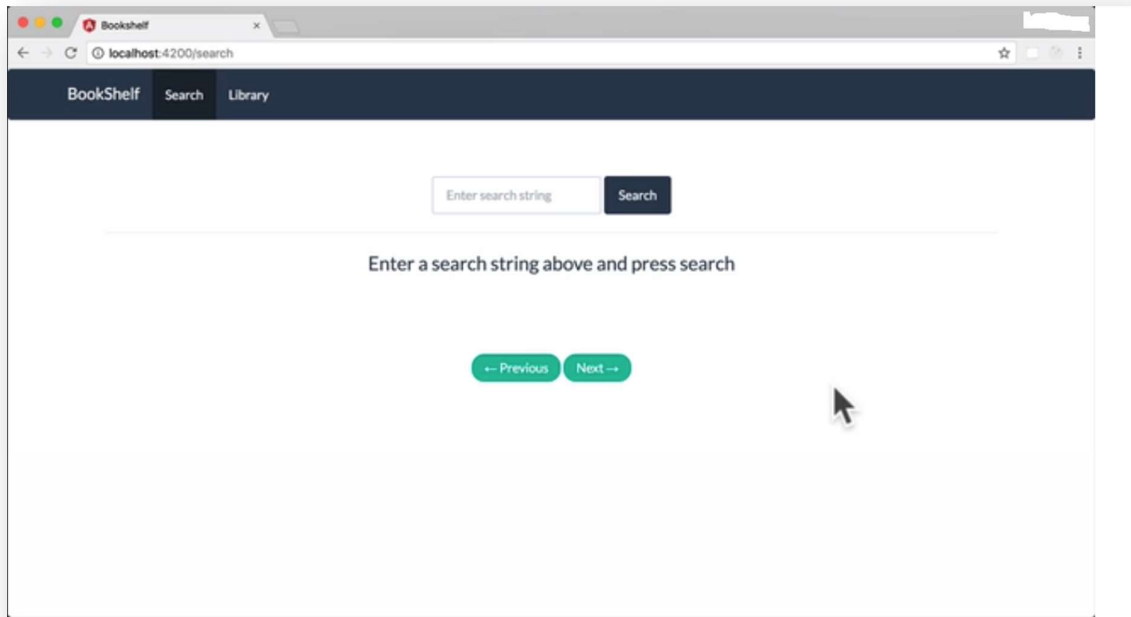 Bookshelf
localhost:4200/search
BookShelf Search Library
Enter search string Search
Enter a search string above and press search
← Previous Next →